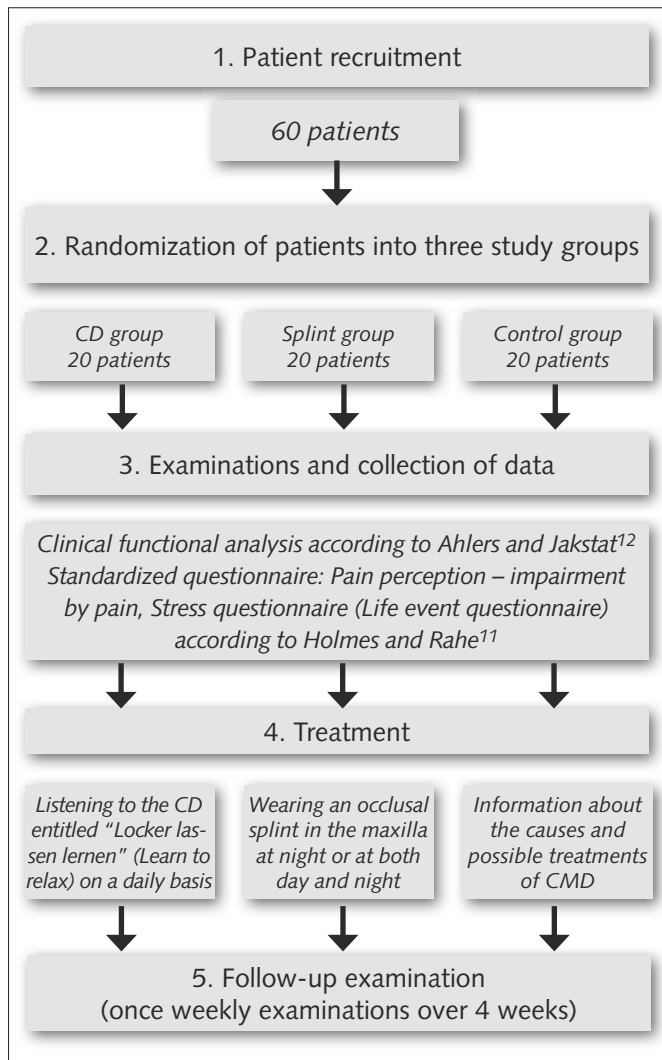 1. Patient recruitment
60 patients
2. Randomization of patients into three study groups
CD group
20 patients
Splint group
20 patients
Control group
20 patients
3. Examinations and collection of data
Clinical functional analysis according to Ahlers and Jakstat¹²
Standardized questionnaire: Pain perception – impairment
by pain, Stress questionnaire (Life event questionnaire)
according to Holmes and Rahe¹¹
4. Treatment
Listening to the CD
entitled “Locker las-
sen lernen” (Learn to
relax) on a daily basis
Wearing an occlusal
splint in the maxilla
at night or at both
day and night
Information about
the causes and
possible treatments
of CMD
5. Follow-up examination
(once weekly examinations over 4 weeks)